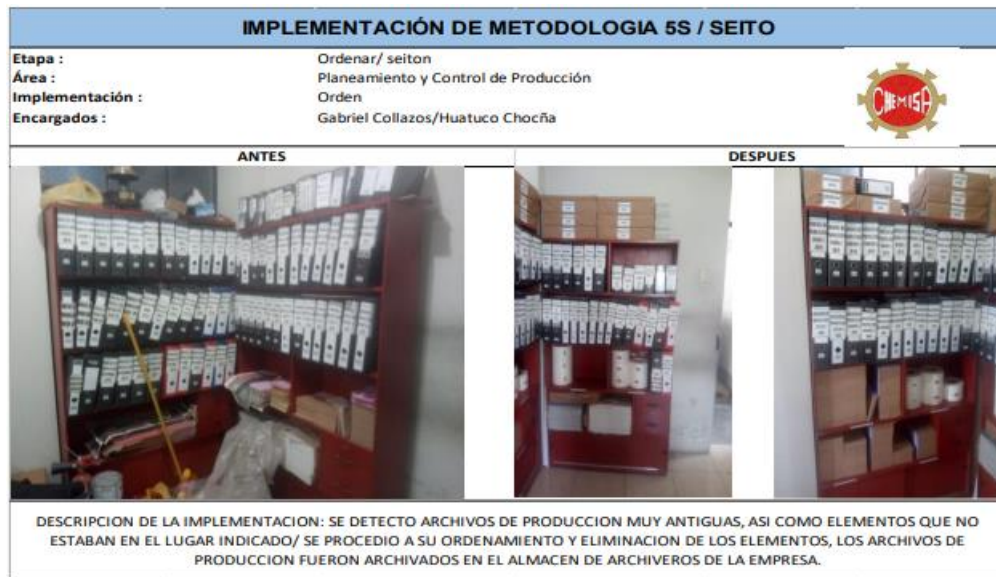 IMPLEMENTACIÓN DE METODOLOGIA 5S / SEITO
Etapa : Ordenar/ seiton
Área : Planeamiento y Control de Producción
Implementación : Orden
Encargados : Gabriel Collazos/Huatuco Chocña
CHEMISA
ANTES DESPUES
DESCRIPCION DE LA IMPLEMENTACION: SE DETECTO ARCHIVOS DE PRODUCCION MUY ANTIGUAS, ASI COMO ELEMENTOS QUE NO
ESTABAN EN EL LUGAR INDICADO/ SE PROCEDIO A SU ORDENAMIENTO Y ELIMINACION DE LOS ELEMENTOS, LOS ARCHIVOS DE
PRODUCCION FUERON ARCHIVADOS EN EL ALMACEN DE ARCHIVEROS DE LA EMPRESA.